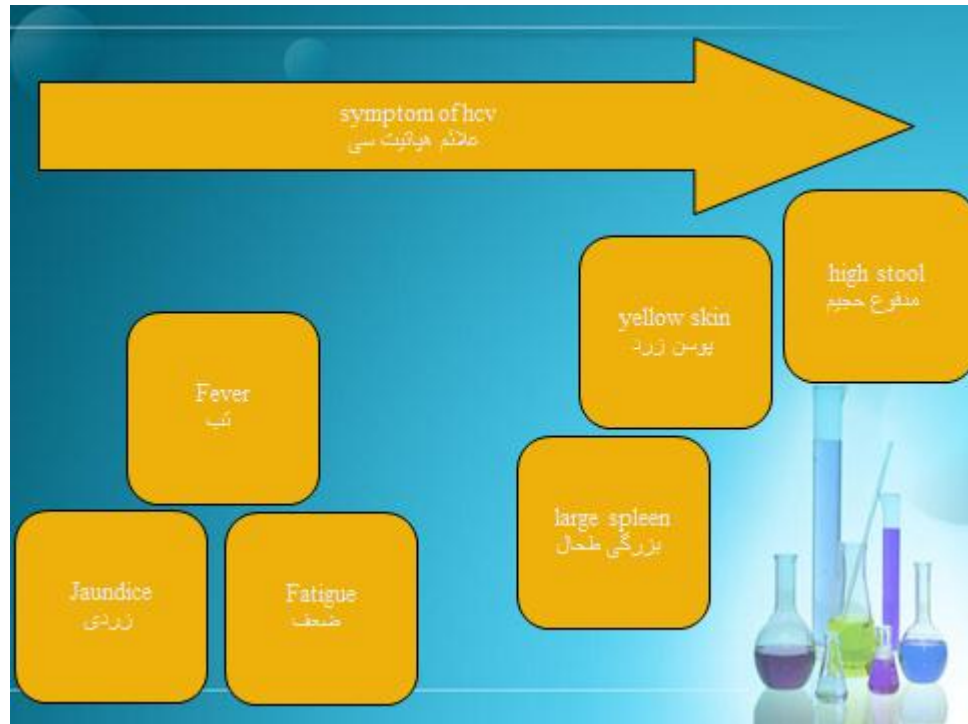 symptom of hcv
علائم هپاتیت سی
high stool
مدفوع حجیم
yellow skin
پوسن زرد
Fever
تب
large spleen
بزرگی طحال
Jaundice
زردی
Fatigue
ضعف